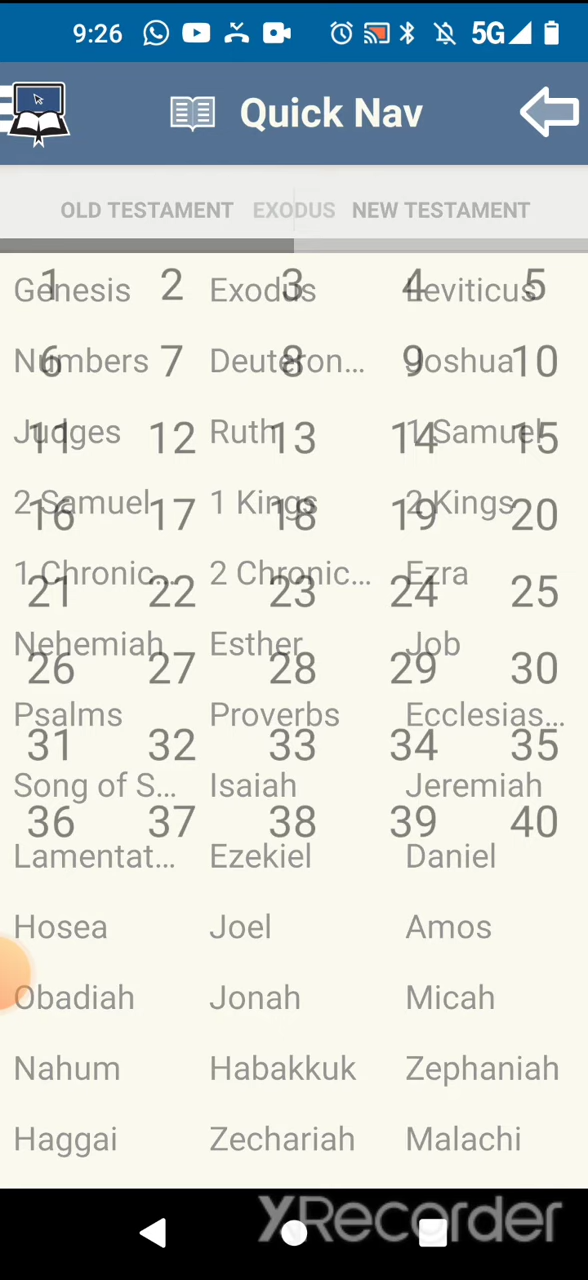 9:26 5G
Quick Nav
OLD TESTAMENT EXODUS NEW TESTAMENT
Genesis Exodus Leviticus
1 2 3 4 5
Numbers Deuteron... Joshua
6 7 8 9 10
Judges Ruth 1 Samuel
11 12 13 14 15
2 Samuel 1 Kings 2 Kings
16 17 18 19 20
1 Chronic... 2 Chronic... Ezra
21 22 23 24 25
Nehemiah Esther Job
26 27 28 29 30
Psalms Proverbs Ecclesias...
31 32 33 34 35
Song of S... Isaiah Jeremiah
36 37 38 39 40
Lamentat... Ezekiel Daniel
Hosea Joel Amos
Obadiah Jonah Micah
Nahum Habakkuk Zephaniah
Haggai Zechariah Malachi
XRecorder